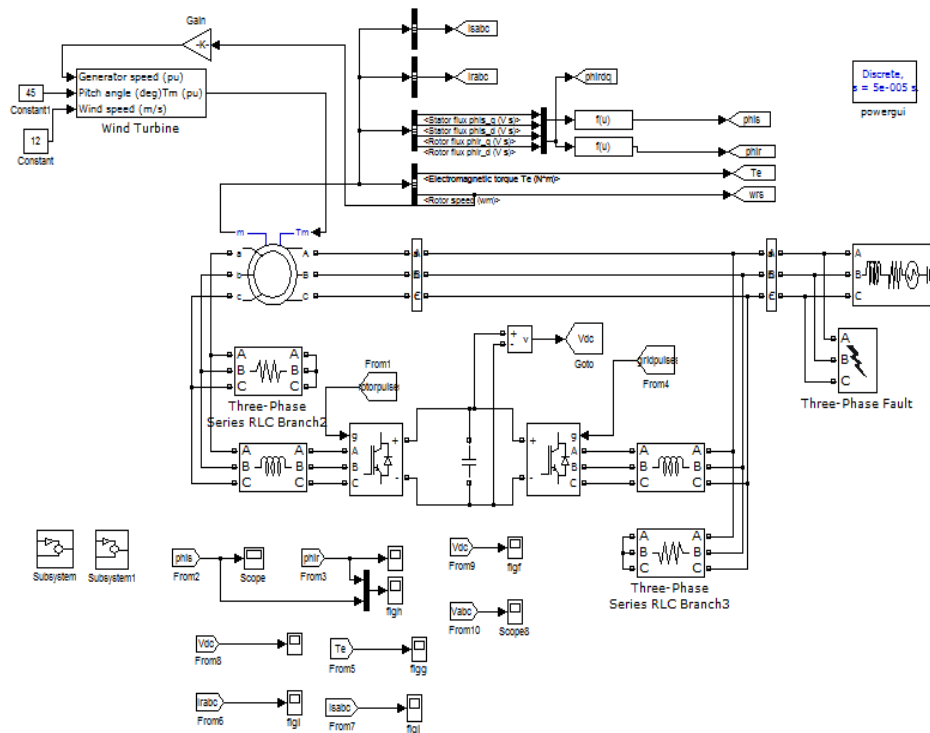 Gain
-K-
Isabc
Irabc
phirdq
Discrete,
s = 5e-005 s.
powergui
Generator speed (pu)
Pitch angle (deg) Tm (pu)
Wind speed (m/s)
Wind Turbine
45
Constant1
12
Constant
<Stator flux phis_q (V s)>
<Stator flux phis_d (V s)>
<Rotor flux phir_q (V s)>
<Rotor flux phir_d (V s)>
f(u)
phis
f(u)
phir
<Electromagnetic torque Te (N*m)>
Te
<Rotor speed (wm)>
wrs
m
Tm
a
b
c
A
B
C
A
B
C
A
B
C
Three-Phase Fault
+
-
v
Vdc
Goto
From1
otorpulses
gridpulses
From4
A
B
C
A
B
C
Three-Phase
Series RLC Branch2
A
B
C
A
B
C
g
A
B
C
+
-
+
-
g
A
B
C
A
B
C
A
B
C
A
B
C
A
B
C
Three-Phase
Series RLC Branch3
Subsystem
Subsystem1
phis
From2
Scope
phir
From3
figh
Vdc
From9
figf
Vabc
From10
Scope8
Vdc
From8
Te
From5
figg
Irabc
From6
figi
Isabc
From7